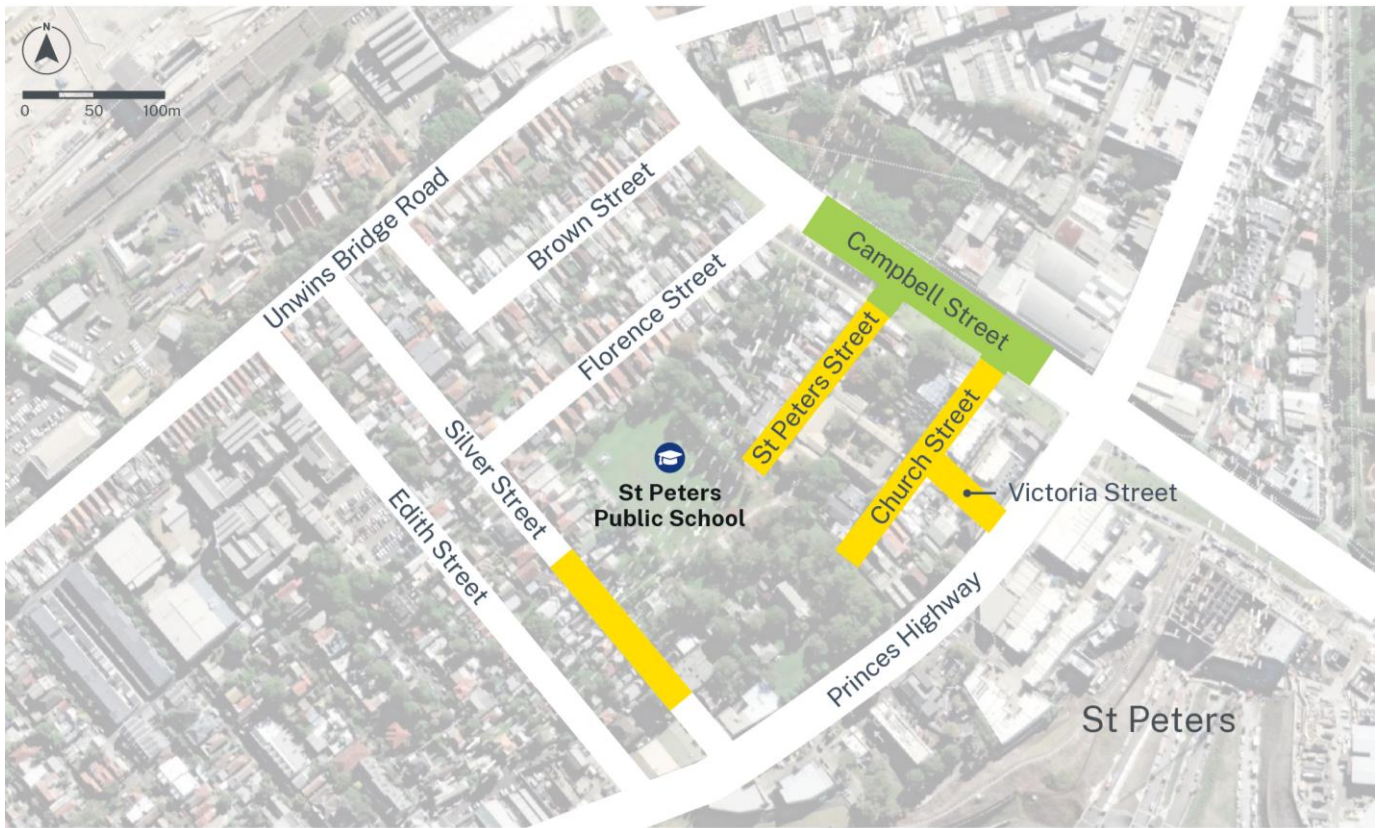 N
0 50 100m
Unwins Bridge Road
Brown Street
Florence Street
Campbell Street
St Peters Street
Church Street
Victoria Street
Silver Street
Edith Street
St Peters
Public School
Princes Highway
St Peters